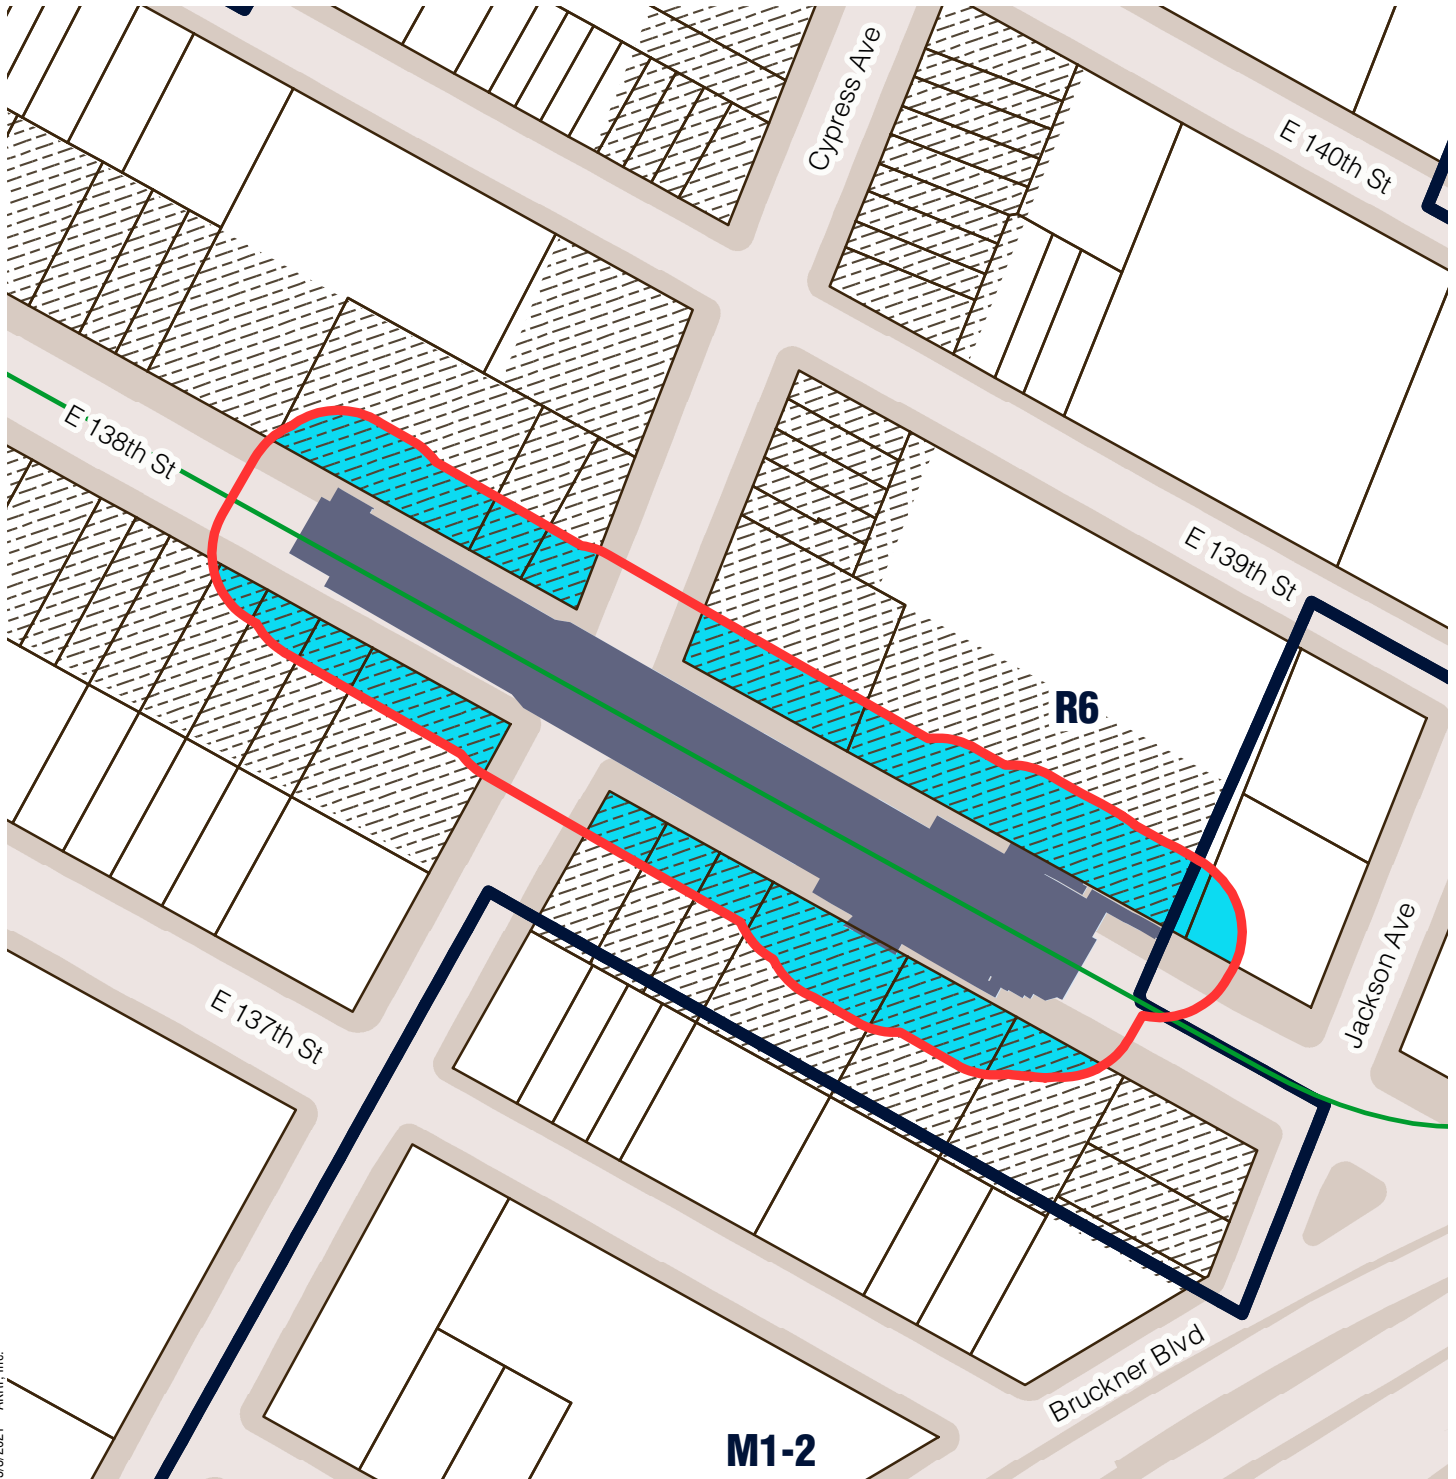 Cypress Ave
E 140th St
E 138th St
E 139th St
R6
Jackson Ave
E 137th St
Bruckner Blvd
M1-2